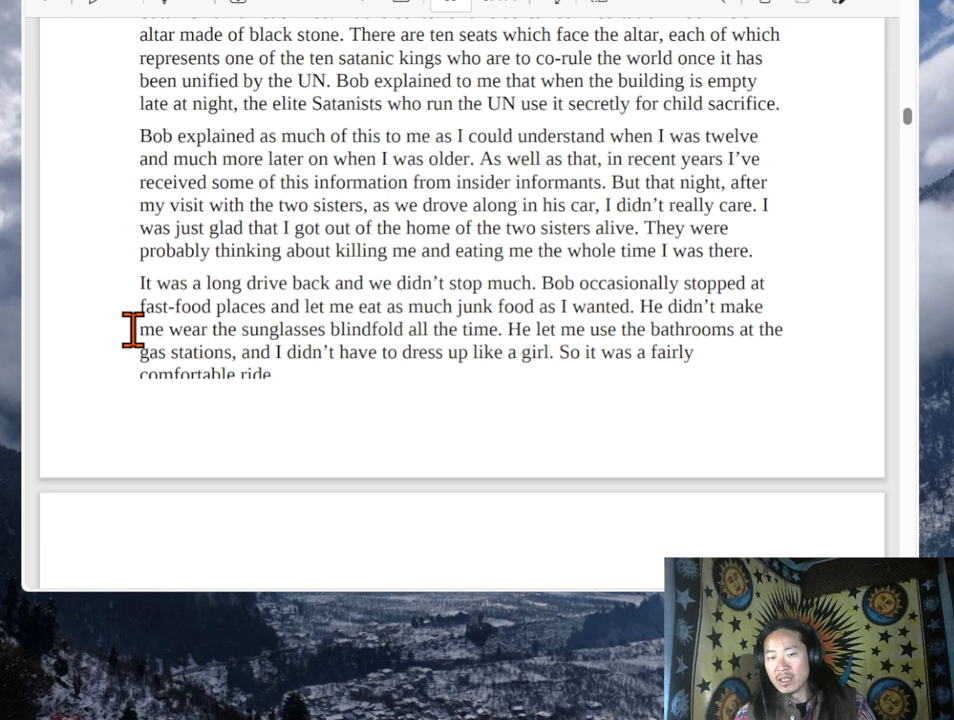 altar made of black stone. There are ten seats which face the altar, each of which
represents one of the ten satanic kings who are to co-rule the world once it has
been unified by the UN. Bob explained to me that when the building is empty
late at night, the elite Satanists who run the UN use it secretly for child sacrifice.
Bob explained as much of this to me as I could understand when I was twelve
and much more later on when I was older. As well as that, in recent years I’ve
received some of this information from insider informants. But that night, after
my visit with the two sisters, as we drove along in his car, I didn’t really care. I
was just glad that I got out of the home of the two sisters alive. They were
probably thinking about killing me and eating me the whole time I was there.
It was a long drive back and we didn’t stop much. Bob occasionally stopped at
fast-food places and let me eat as much junk food as I wanted. He didn’t make
me wear the sunglasses blindfold all the time. He let me use the bathrooms at the
gas stations, and I didn’t have to dress up like a girl. So it was a fairly
comfortable ride